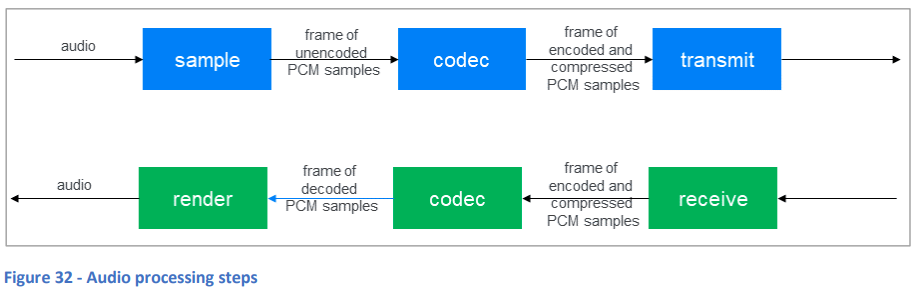 audio
sample
frame of
unencoded
PCM samples
codec
frame of
encoded and
compressed
PCM samples
transmit
audio
render
frame of
decoded
PCM samples
codec
frame of
encoded and
compressed
PCM samples
receive
Figure 32 - Audio processing steps